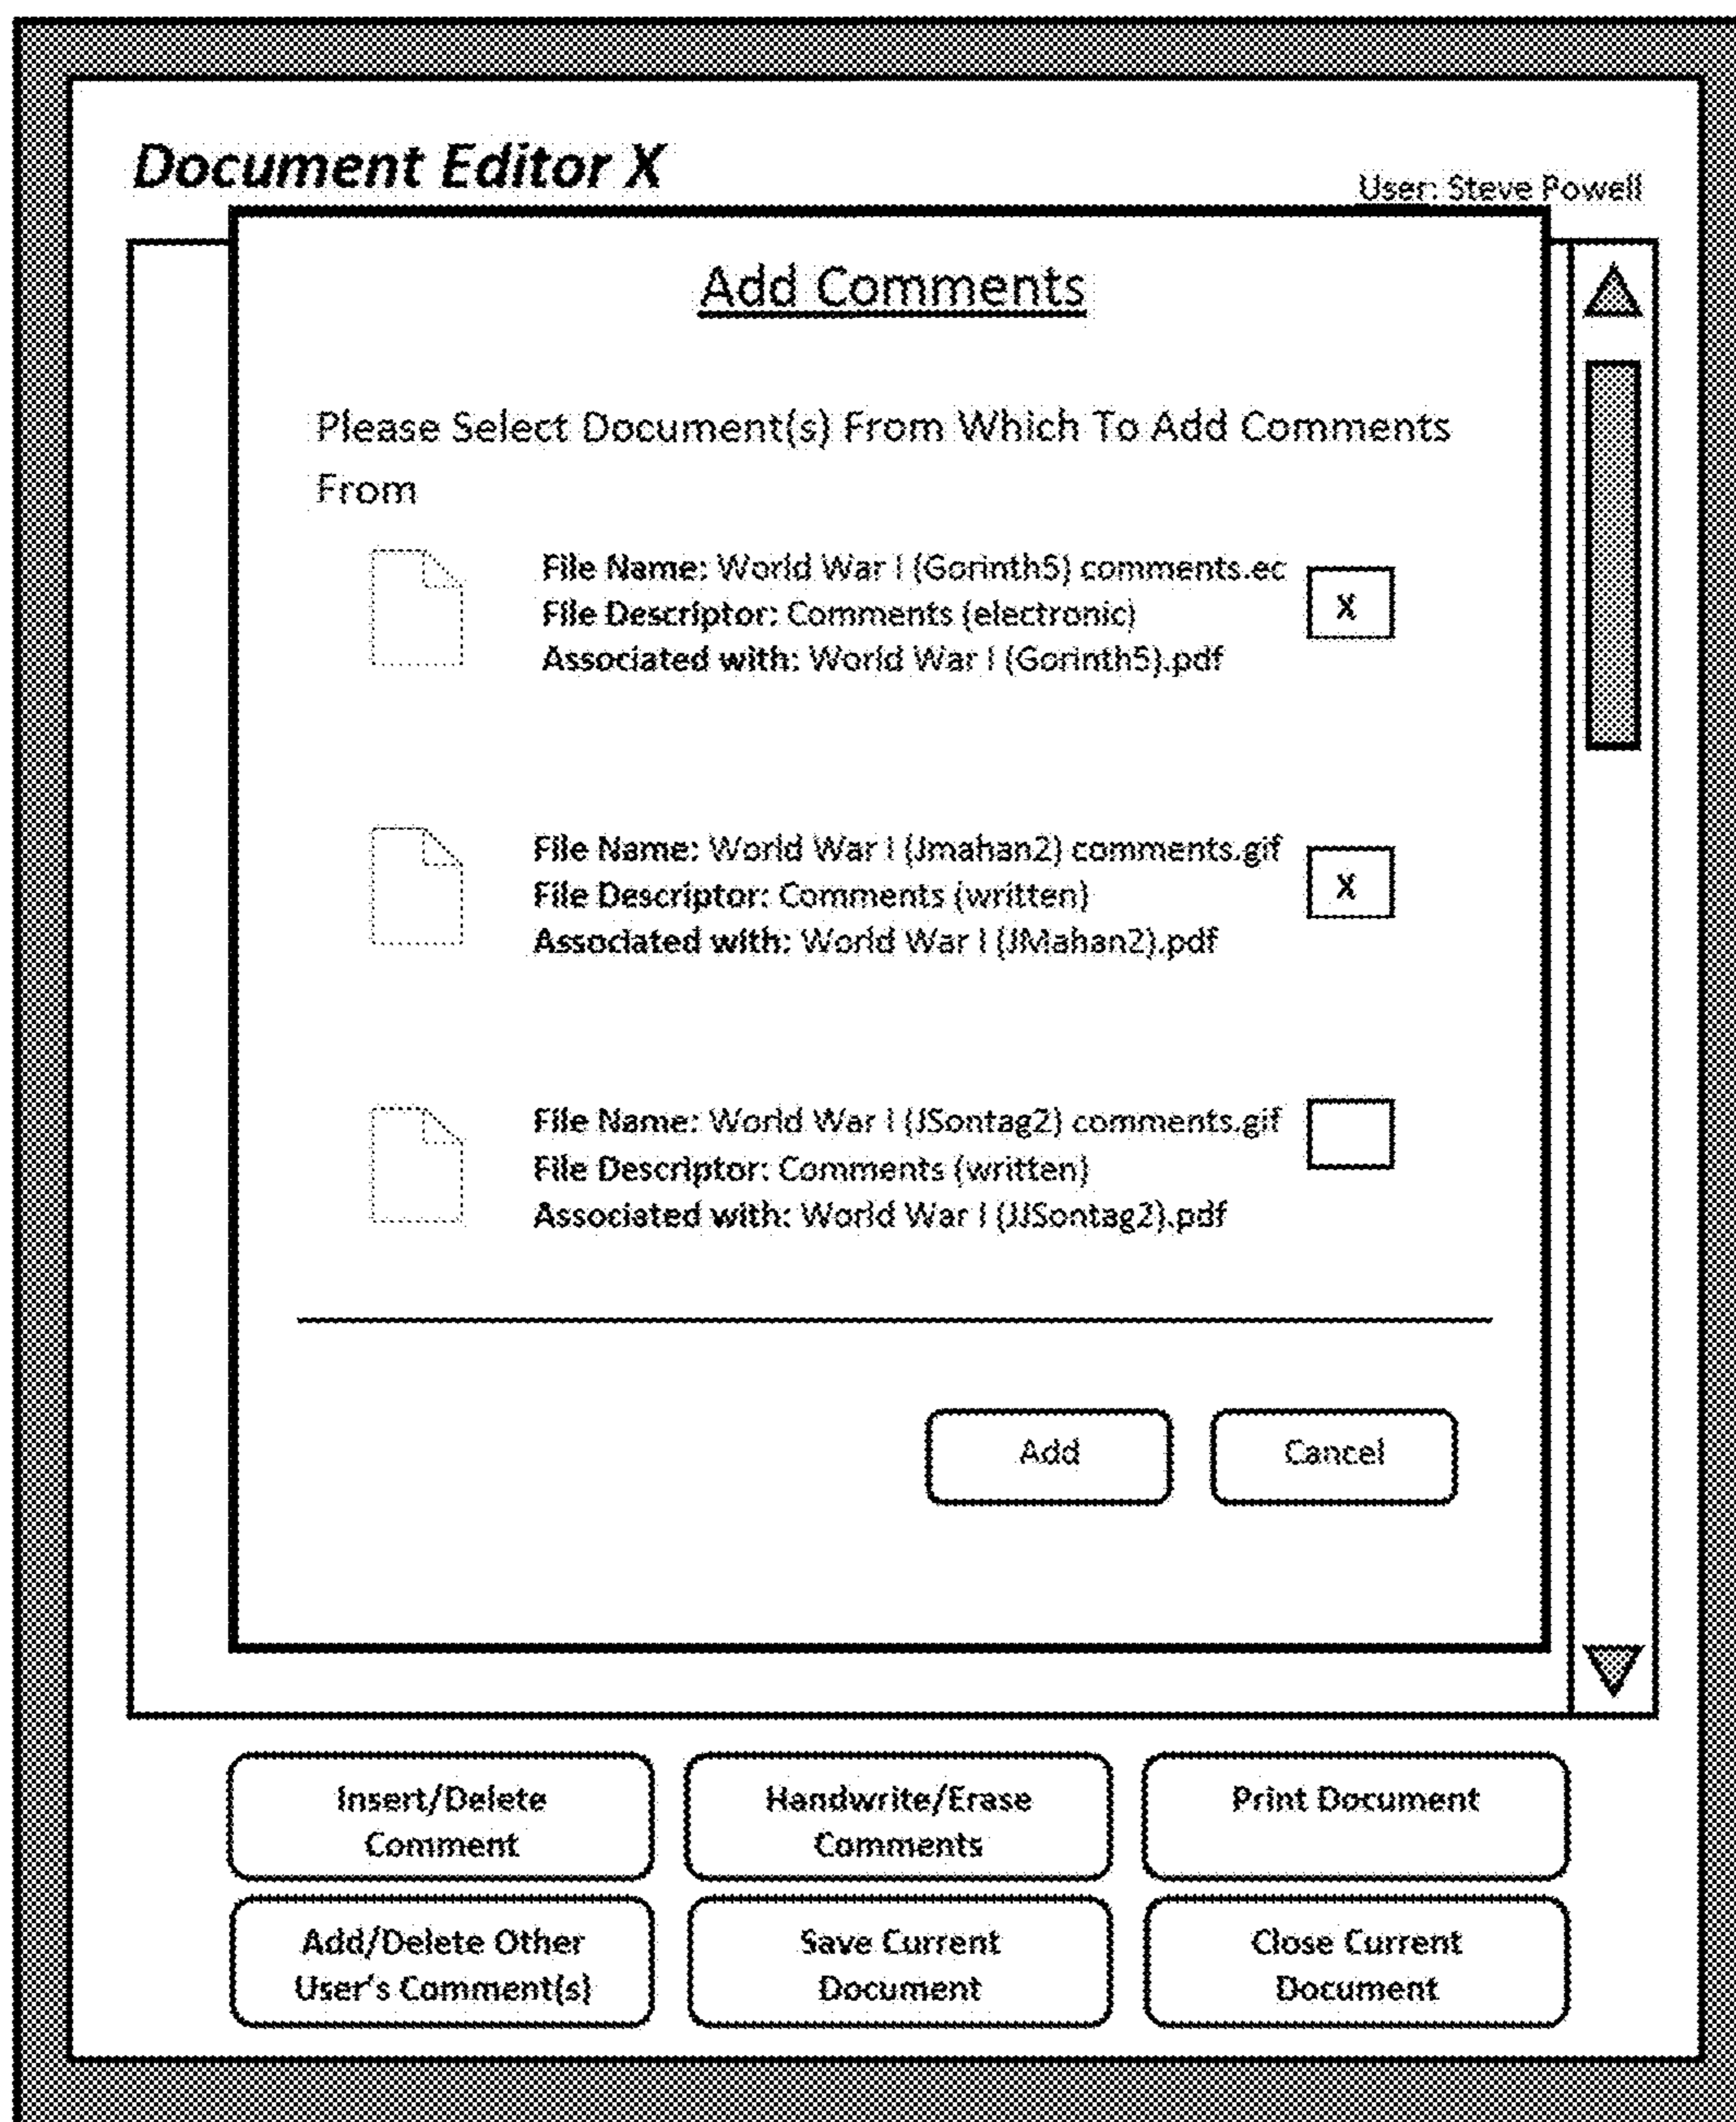 Document Editor X
User: Steve Powell
Add Comments
Please Select Document(s) From Which To Add Comments
From
File Name: World War I (Gorinth5) comments.ec
File Descriptor: Comments (electronic)
Associated with: World War I (Gorinth5).pdf
X
File Name: World War I (Jmahan2) comments.gif
File Descriptor: Comments (written)
Associated with: World War I (JMahan2).pdf
X
File Name: World War I (JSontag2) comments.gif
File Descriptor: Comments (written)
Associated with: World War I (JJSontag2).pdf
Add
Cancel
Insert/Delete
Comment
Handwrite/Erase
Comments
Print Document
Add/Delete Other
User's Comment(s)
Save Current
Document
Close Current
Document